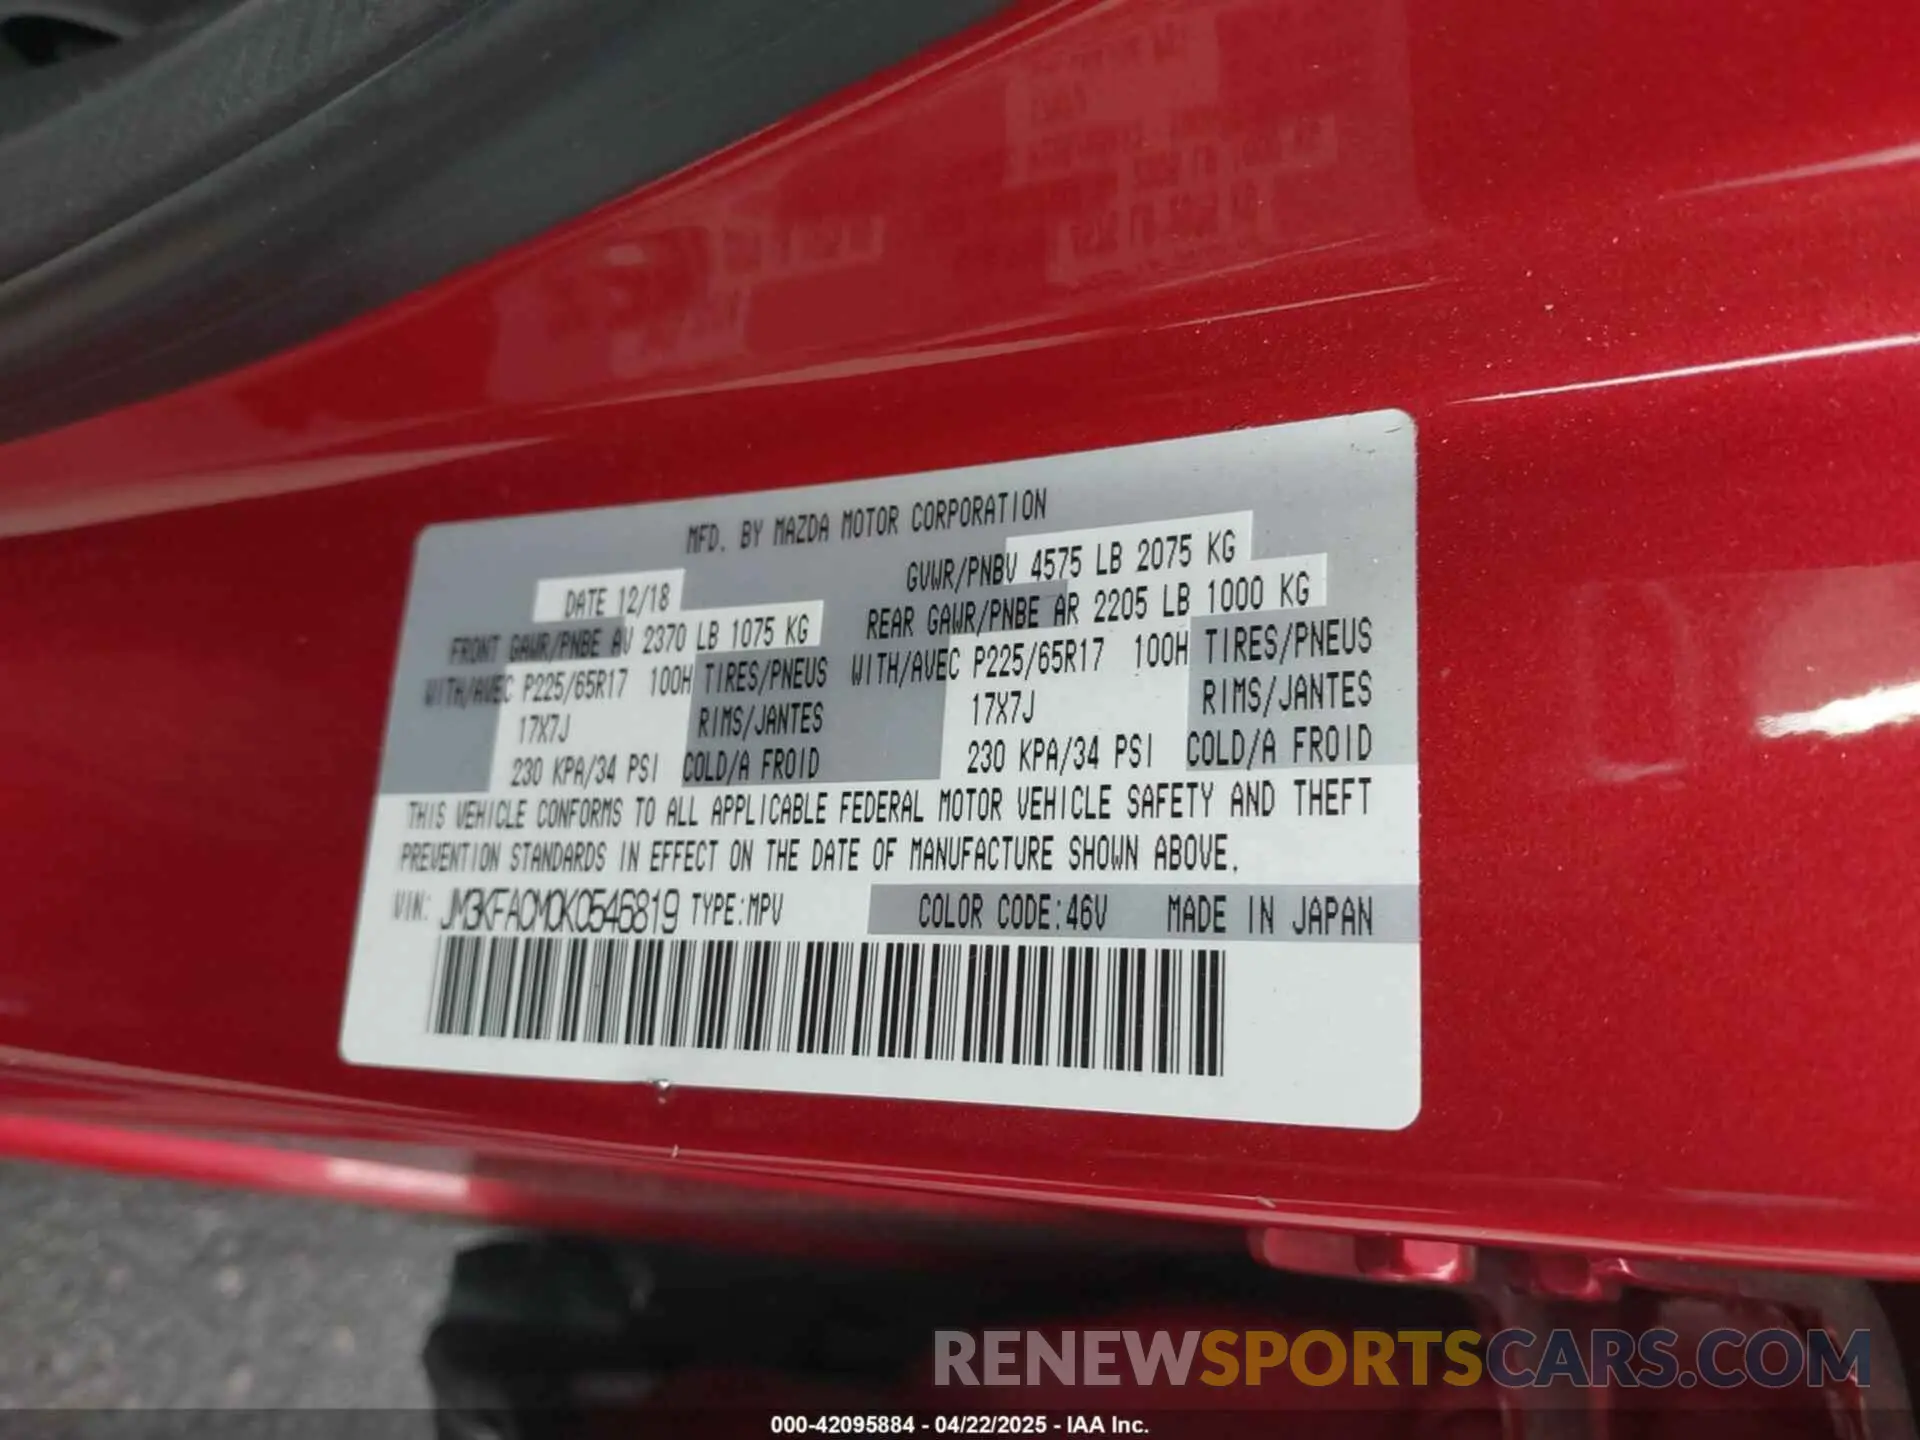 MFD. BY MAZDA MOTOR CORPORATION
DATE 12/18
GVWR/PNBV 4575 LB 2075 KG
FRONT GAWR/PNBE AV 2370 LB 1075 KG
REAR GAWR/PNBE AR 2205 LB 1000 KG
WITH/AVEC P225/65R17 100H TIRES/PNEUS
WITH/AVEC P225/65R17 100H TIRES/PNEUS
17X7J RIMS/JANTES
17X7J RIMS/JANTES
230 KPA/34 PSI COLD/A FROID
230 KPA/34 PSI COLD/A FROID
THIS VEHICLE CONFORMS TO ALL APPLICABLE FEDERAL MOTOR VEHICLE SAFETY AND THEFT
PREVENTION STANDARDS IN EFFECT ON THE DATE OF MANUFACTURE SHOWN ABOVE.
VIN: JM3KFACM0K0546819 TYPE:MPV COLOR CODE:46V MADE IN JAPAN
RENEWSPORTSCARS.COM
000-42095884 - 04/22/2025 - IAA Inc.